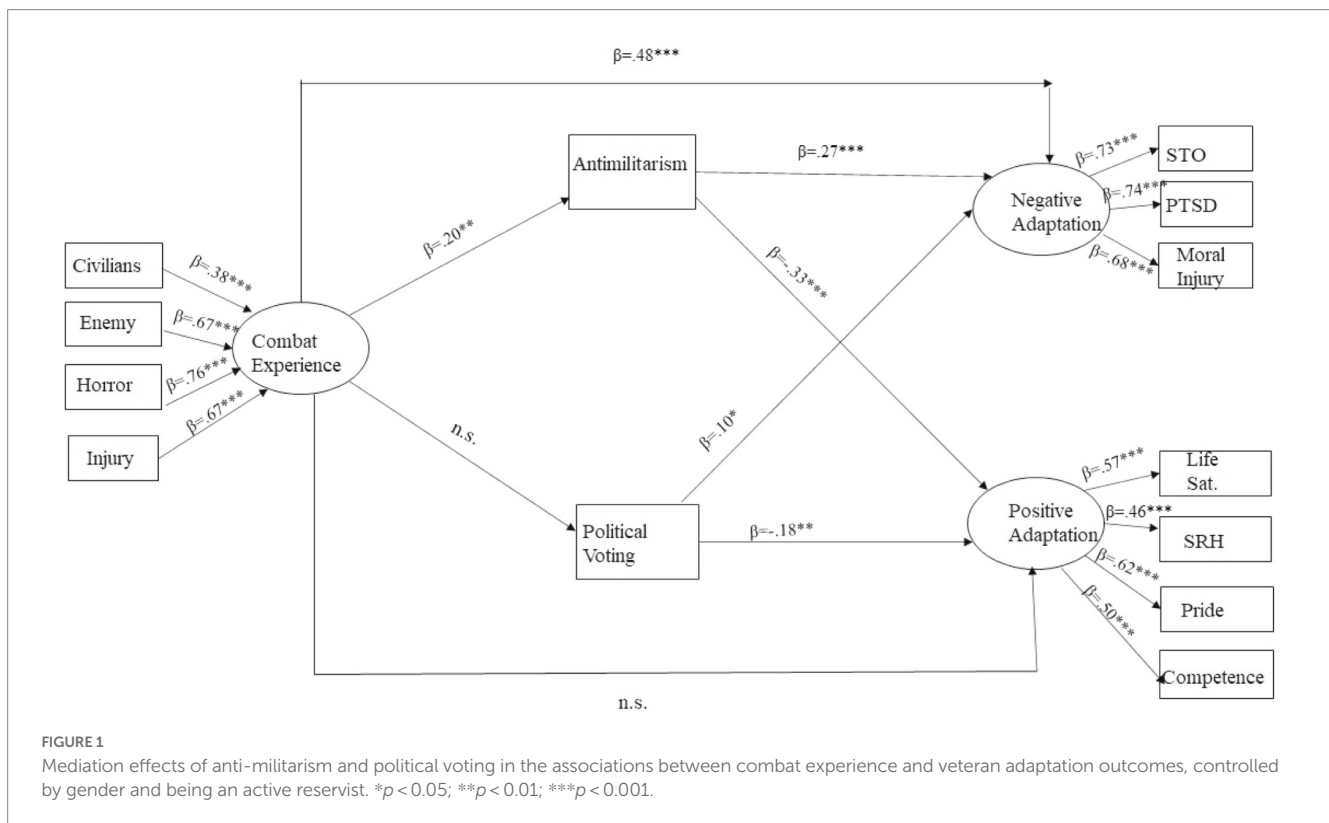 β=.48***
Antimilitarism
β=.27***
β=.73***
STO
β=.74***
PTSD
Negative
Adaptation
β=.68***
Moral
Injury
β=.20**
β=-.33***
Civilians
β=.38***
Enemy
β=.67***
Combat
Experience
Horror
β=.76***
Injury
β=.67***
n.s.
β=.10*
Political
Voting
β=-.18**
Positive
Adaptation
β=.57***
Life
Sat.
β=.46***
SRH
β=.62***
Pride
β=.50***
Competence
n.s.
FIGURE 1
Mediation effects of anti-militarism and political voting in the associations between combat experience and veteran adaptation outcomes, controlled
by gender and being an active reservist. *p < 0.05; **p < 0.01; ***p < 0.001.